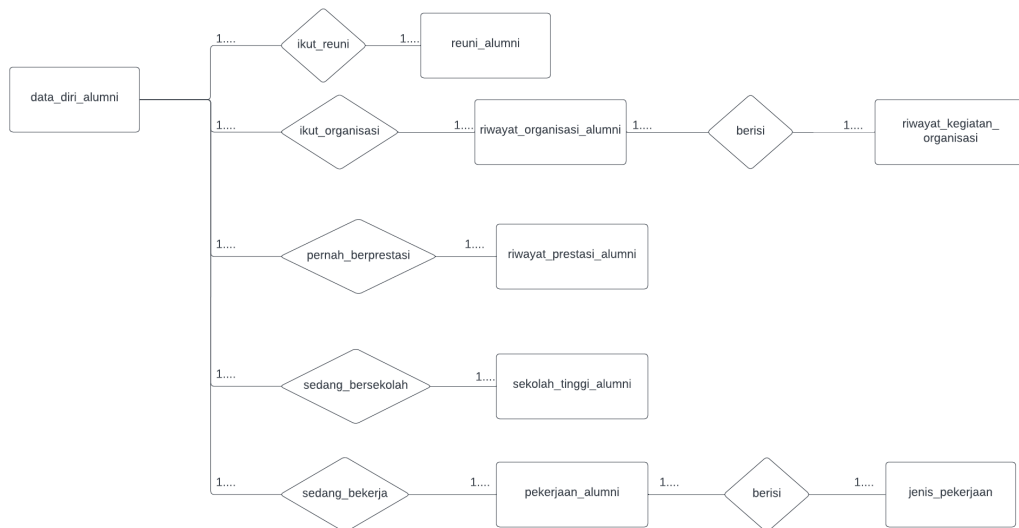 1.... ikut_reuni 1.... reuni_alumni
data_diri_alumni
1.... ikut_organisasi 1.... riwayat_organisasi_alumni 1.... berisi 1.... riwayat_kegiatan_
organisasi
1.... pernah_berprestasi 1.... riwayat_prestasi_alumni
1.... sedang_bersekolah 1.... sekolah_tinggi_alumni
1.... sedang_bekerja 1.... pekerjaan_alumni 1.... berisi 1.... jenis_pekerjaan